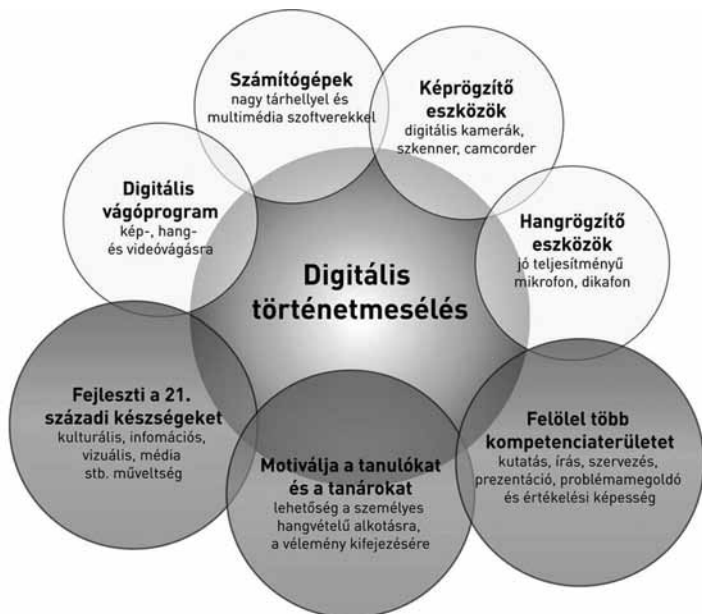 Számítógépek
nagy tárhellyel és
multimédia szoftverekkel
Képrögzítő
eszközök
digitális kamerák,
szkenner, camcorder
Digitális
vágóprogram
kép-, hang-
és videóvágásra
Hangrögzítő
eszközök
jó teljesítményű
mikrofon, dikafon
Digitális
történetmesélés
Fejleszti a 21.
századi készségeket
kulturális, infomációs,
vizuális, média
stb. műveltség
Motiválja a tanulókat
és a tanárokat
lehetőség a személyes
hangvételű alkotásra,
a vélemény kifejezésére
Felölel több
kompetenciaterületet
kutatás, írás, szervezés,
prezentáció, problémamegoldó
és értékelési képesség